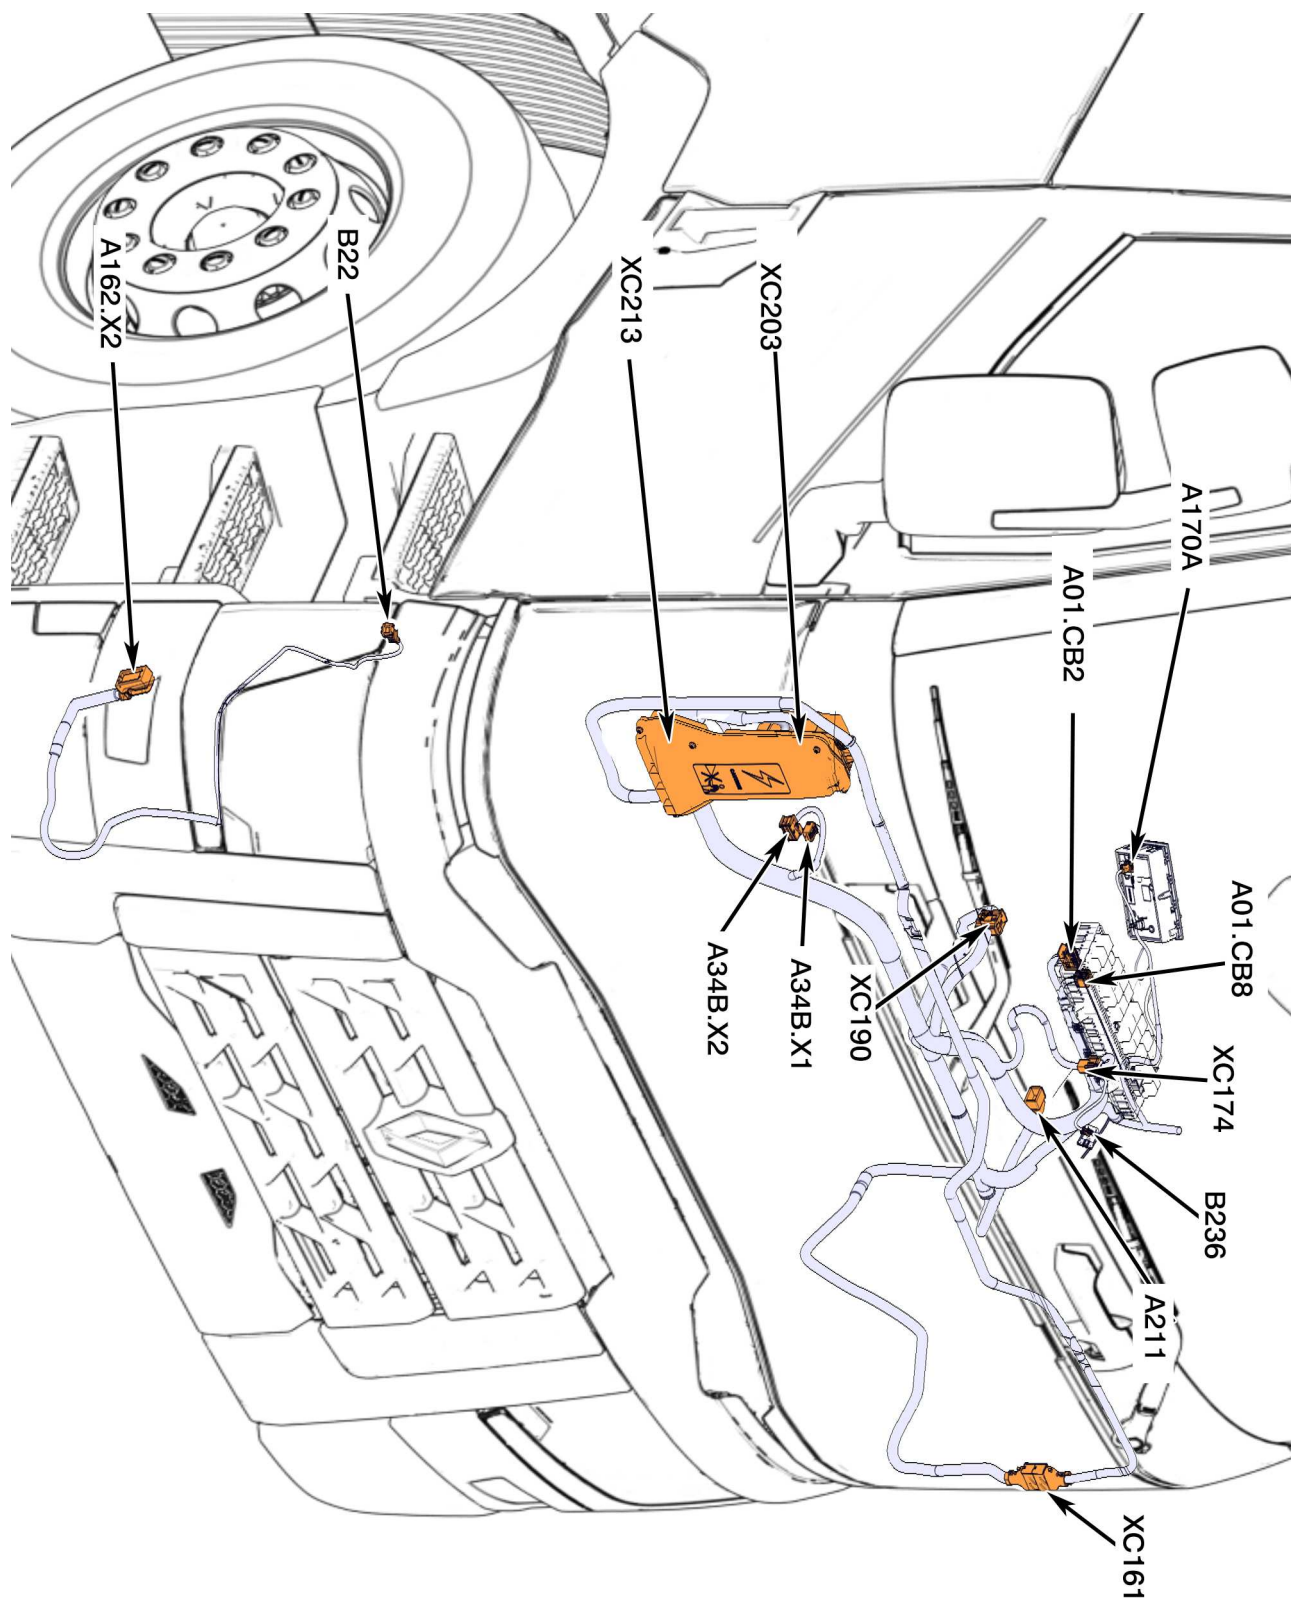 XC161
A211
B236
XC174
A01.CB8
A01.CB2
A170A
XC190
A34B.X1
A34B.X2
XC203
XC213
B22
A162.X2